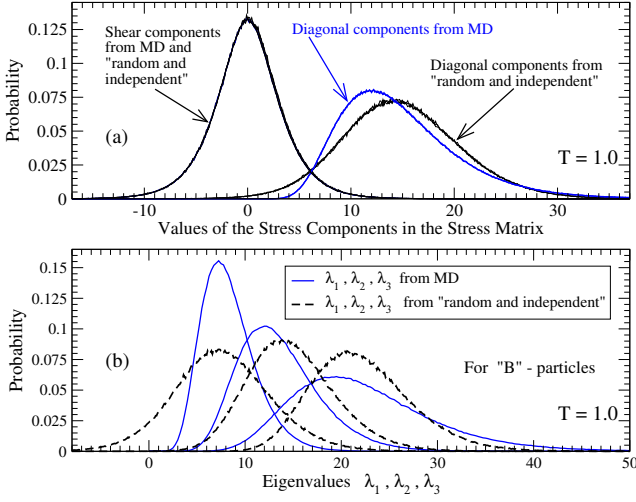 0.15
0.125
0.1
0.075
0.05
0.025
0
Probability
Shear components
from MD and
"random and
independent"
Diagonal components from MD
Diagonal components from
"random and independent"
(a)
T = 1.0
-10 0 10 20 30
Values of the Stress Components in the Stress Matrix
0.15
0.125
0.1
0.075
0.05
0.025
0
Probability
λ1 , λ2 , λ3 from MD
λ1 , λ2 , λ3 from "random and independent"
(b)
For "B" - particles
T = 1.0
0 10 20 30 40 50
Eigenvalues λ1 , λ2 , λ3